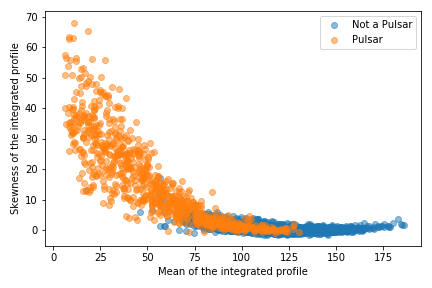 Not a Pulsar
Pulsar
Skewness of the integrated profile
70
60
50
40
30
20
10
0
0 25 50 75 100 125 150 175
Mean of the integrated profile